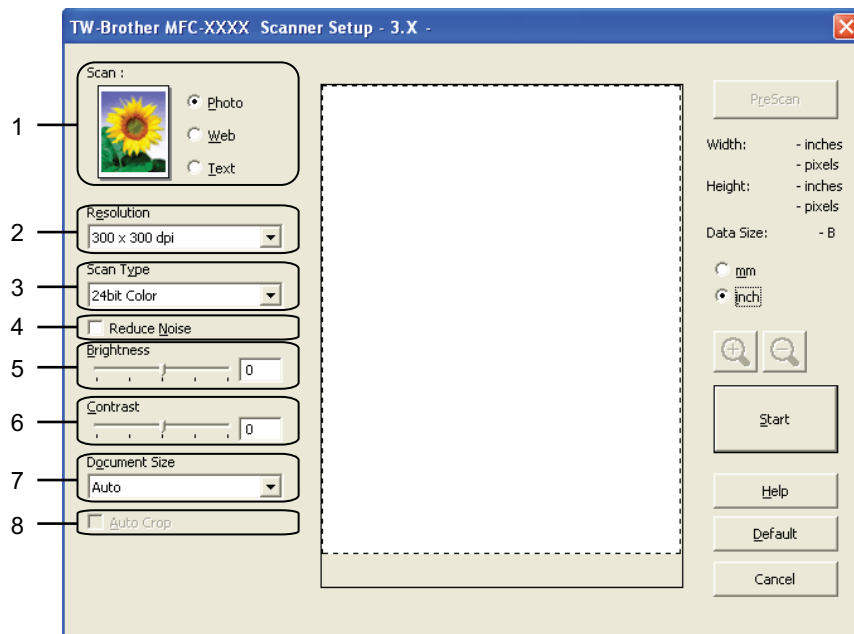 TW-Brother MFC-XXXX Scanner Setup - 3.X -
1
Scan :
Photo
Web
Text
2
Resolution
300 x 300 dpi
3
Scan Type
24bit Color
4
Reduce Noise
5
Brightness
0
6
Contrast
0
7
Document Size
Auto
8
Auto Crop
PreScan
Width: - inches
- pixels
Height: - inches
- pixels
Data Size: - B
mm
inch
Start
Help
Default
Cancel